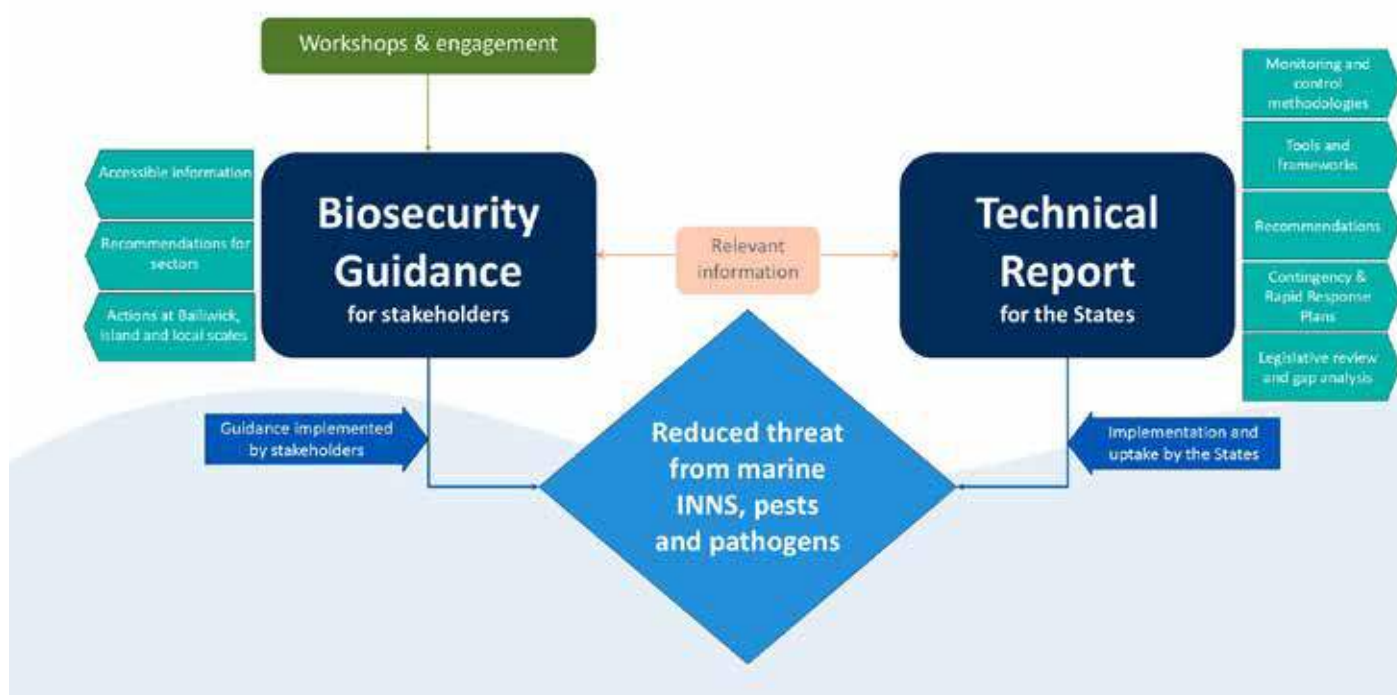 Workshops & engagement
Accessible information
Recommendations for
sectors
Actions at Bailiwick,
island and local scales
Biosecurity
Guidance
for stakeholders
Relevant
information
Technical
Report
for the States
Monitoring and
control
methodologies
Tools and
frameworks
Recommendations
Contingency &
Rapid Response
Plans
Legislative review
and gap analysis
Guidance implemented
by stakeholders
Reduced threat
from marine
INNS, pests
and pathogens
Implementation and
uptake by the States